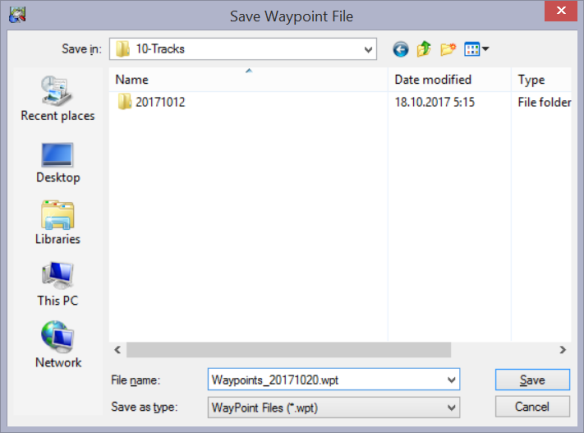 Save Waypoint File
Save in: 10-Tracks
Name Date modified Type
20171012 18.10.2017 5:15 File folder
Recent places
Desktop
Libraries
This PC
Network
File name: Waypoints_20171020.wpt Save
Save as type: WayPoint Files (*.wpt) Cancel